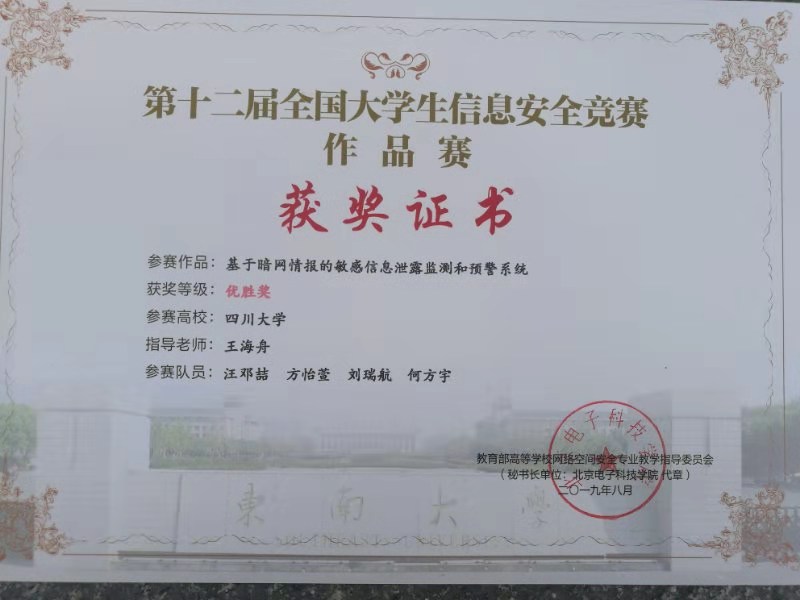 第十二届全国大学生信息安全竞赛
作品赛
获奖证书
参赛作品：基于暗网情报的敏感信息泄露监测和预警系统
获奖等级：优胜奖
参赛高校：四川大学
指导老师：王海舟
参赛队员：汪邓喆 方怡萱 刘瑞航 何方宇
电子科技学
教育部高等学校网络空间安全专业教学指导委员会
（秘书长单位：北京电子科技学院 代章）
二〇一九年八月
東南大學